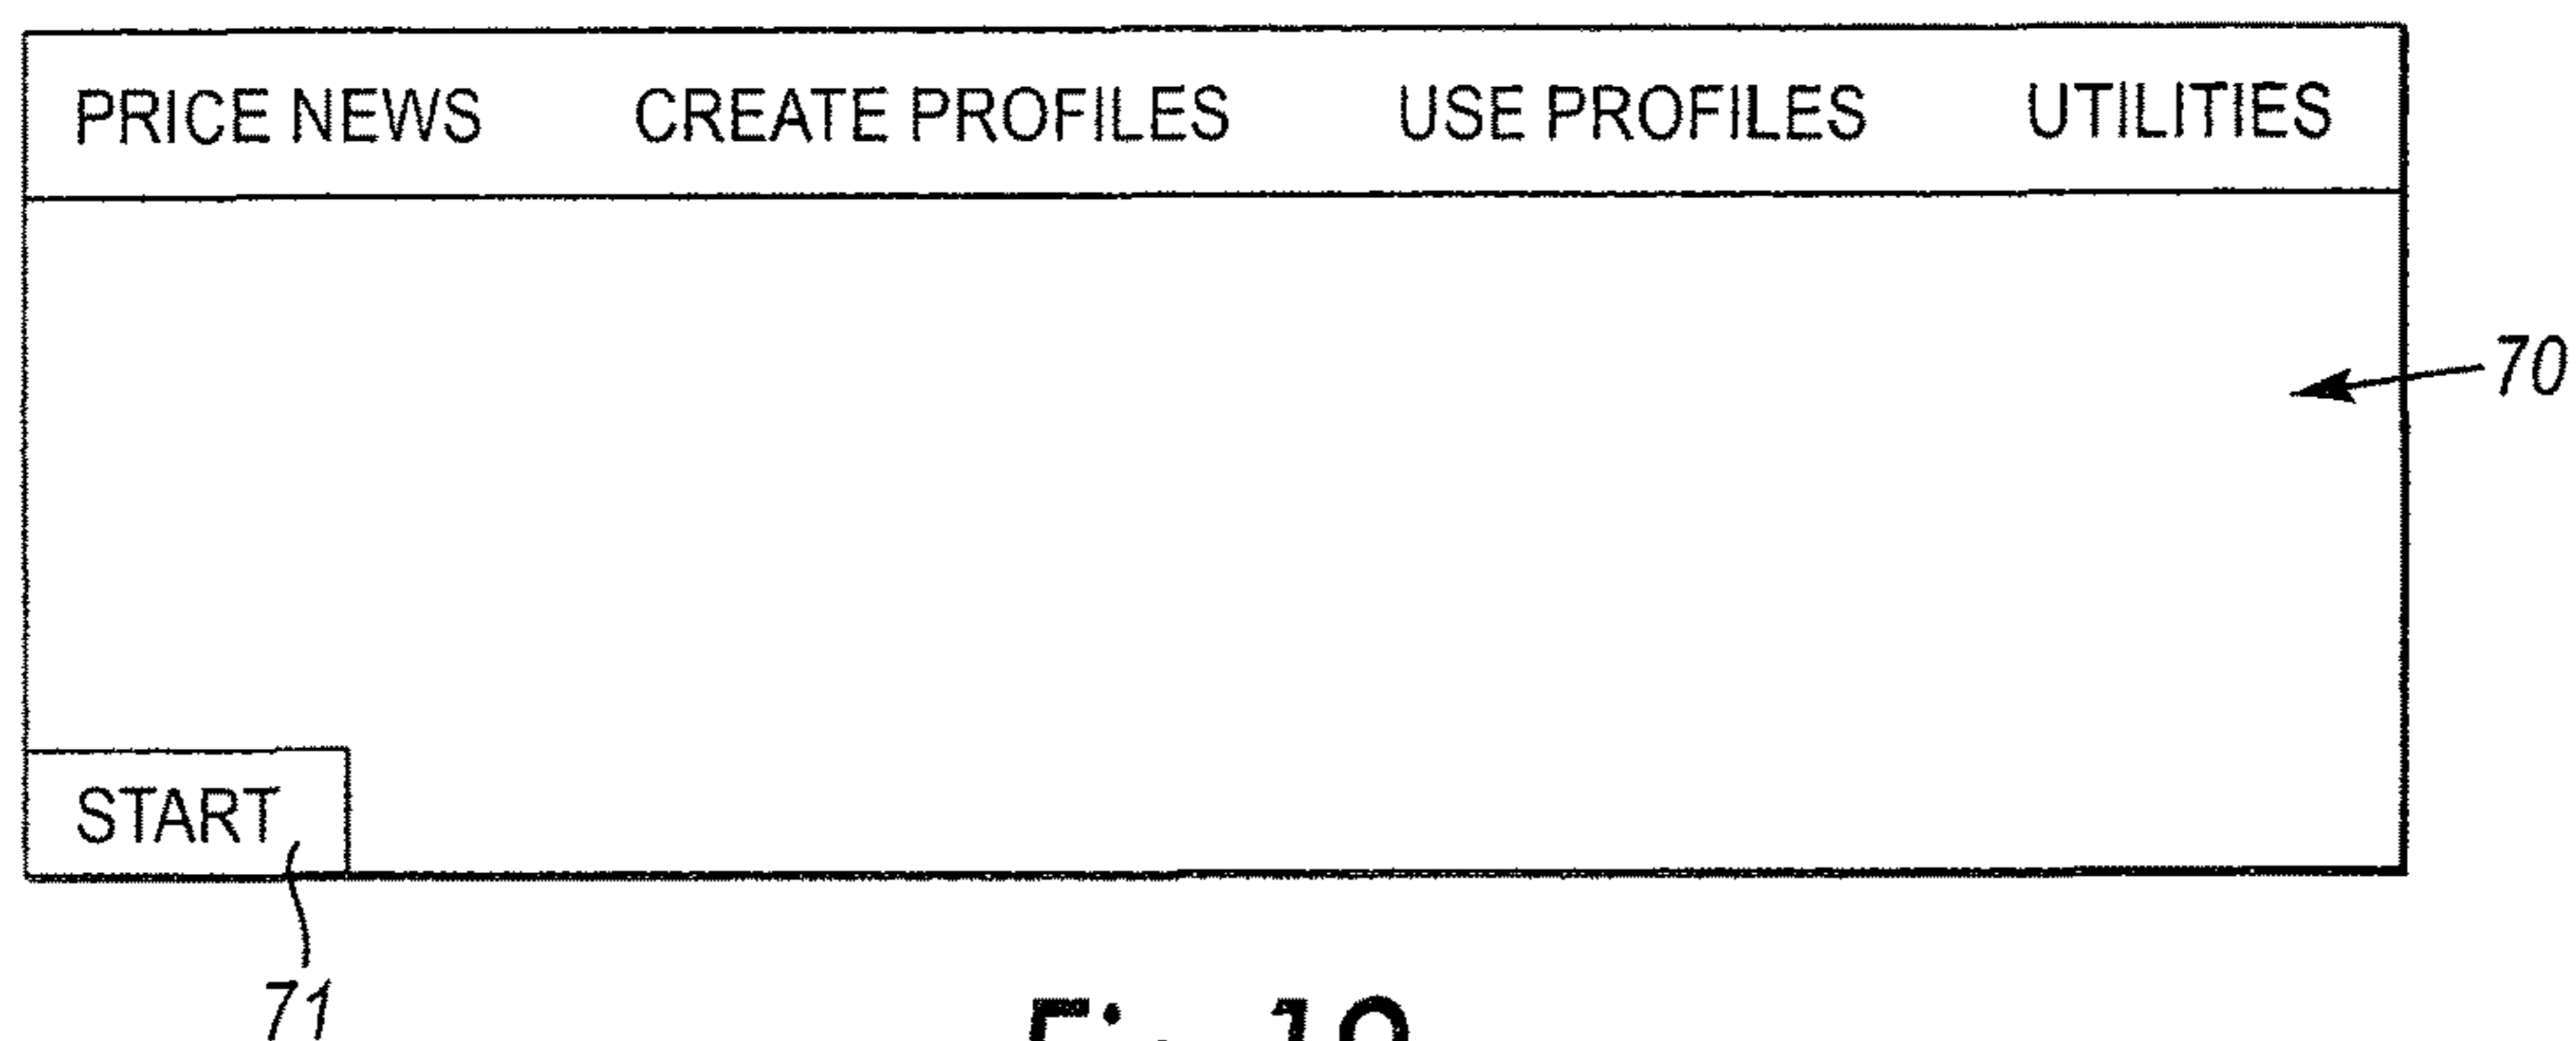 PRICE NEWS CREATE PROFILES USE PROFILES UTILITIES
70
START
71